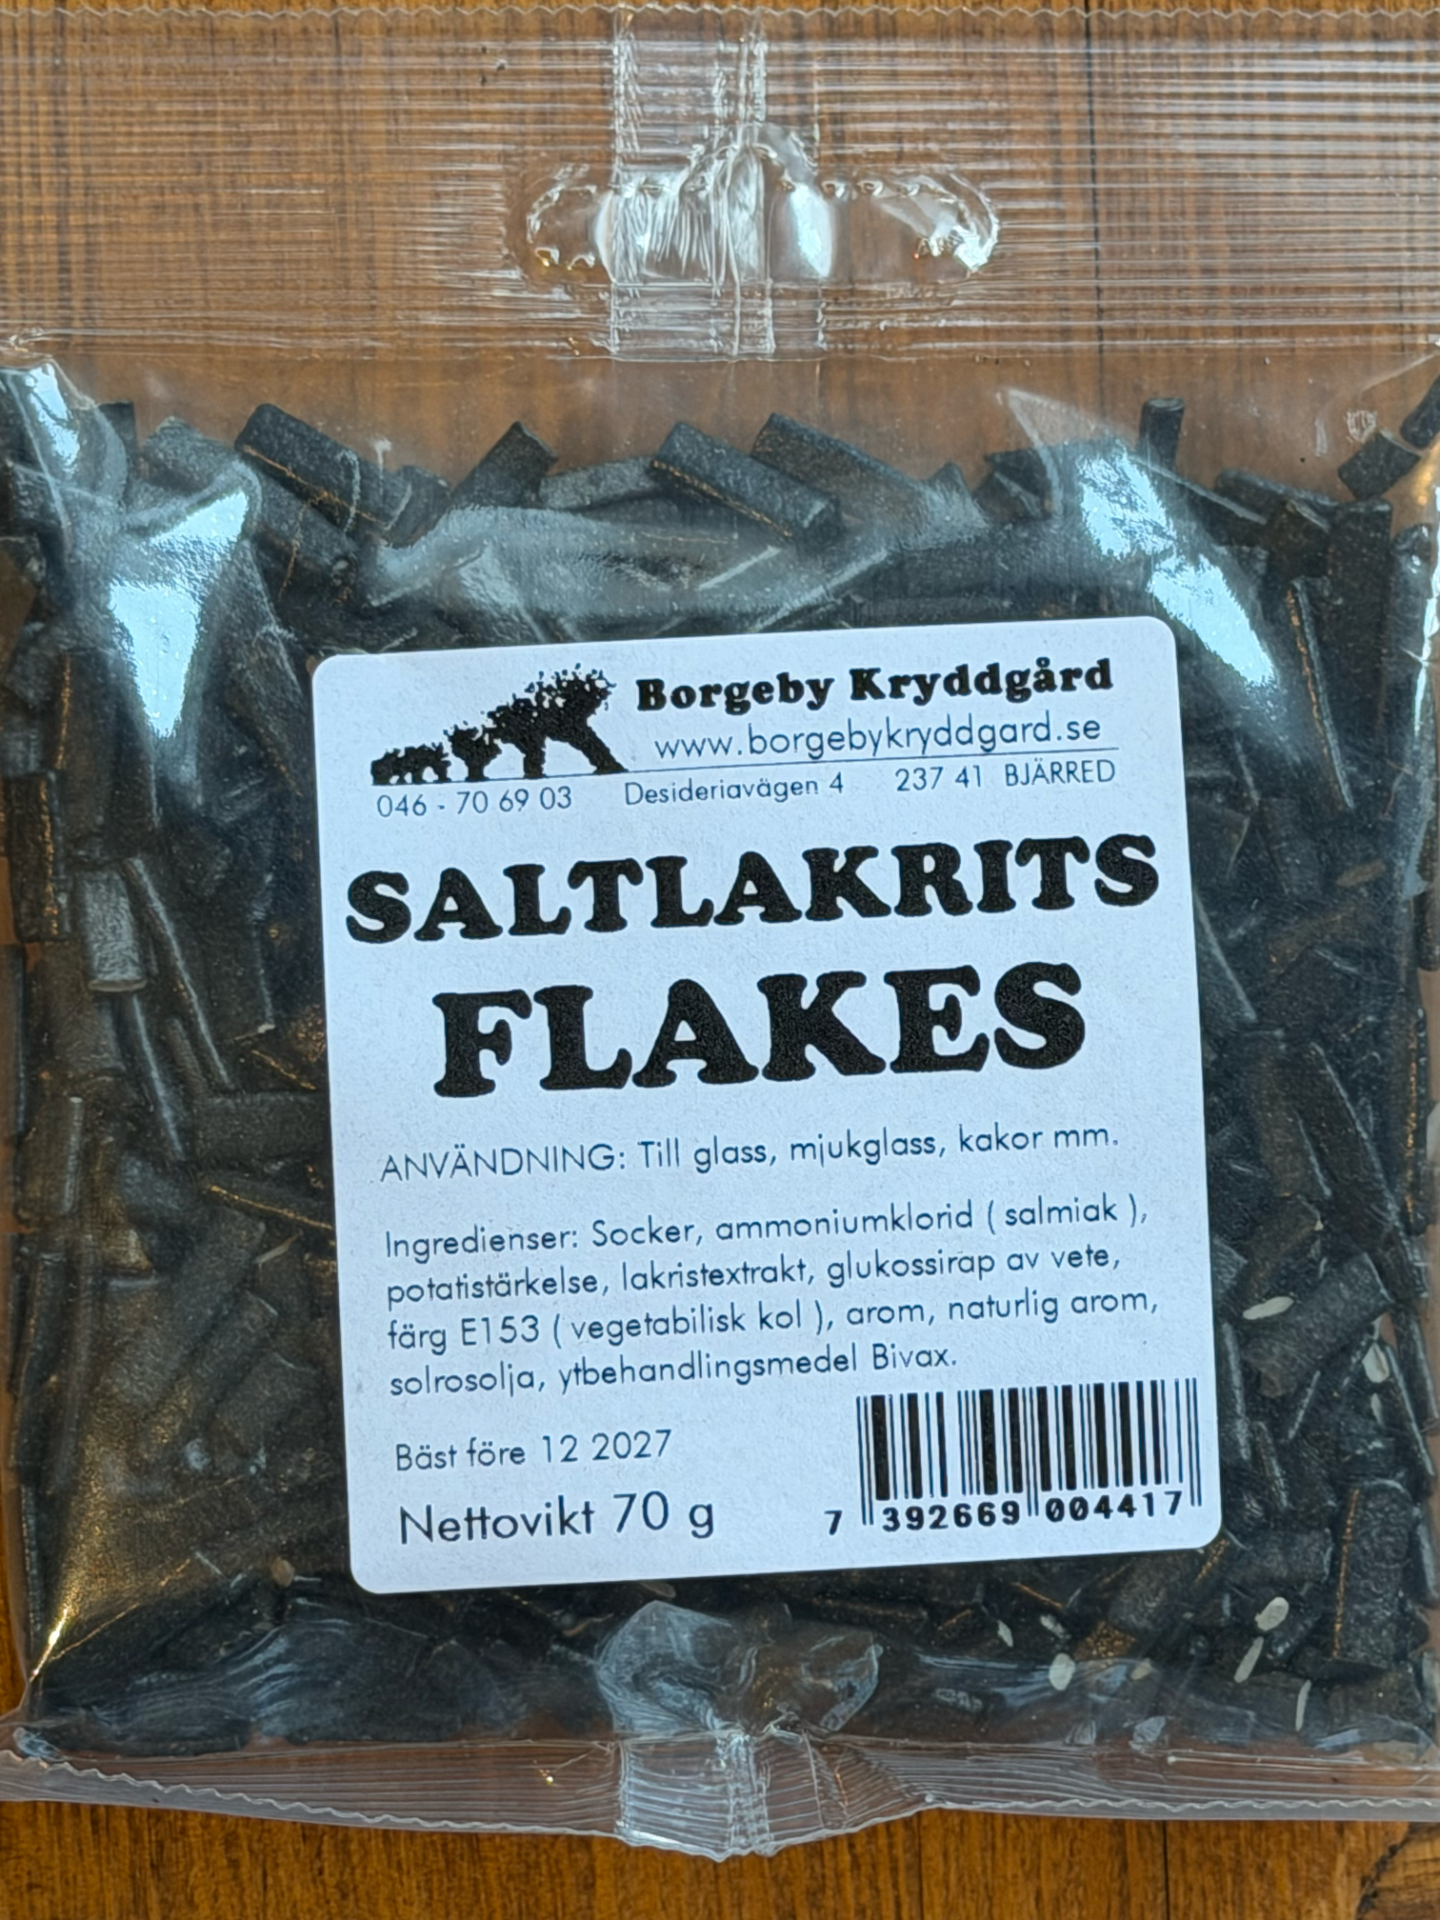 Borgeby Kryddgård
www.borgebykryddgard.se
046 - 70 69 03 Desideriavägen 4 237 41 BJÄRRED
SALTLAKRITS
FLAKES
ANVÄNDNING: Till glass, mjukglass, kakor mm.
Ingredienser: Socker, ammoniumklorid ( salmiak ),
potatistärkelse, lakristextrakt, glukossirap av vete,
färg E153 ( vegetabilisk kol ), arom, naturlig arom,
solrosolja, ytbehandlingsmedel Bivax.
Bäst före 12 2027
Nettovikt 70 g
7 392669 004417